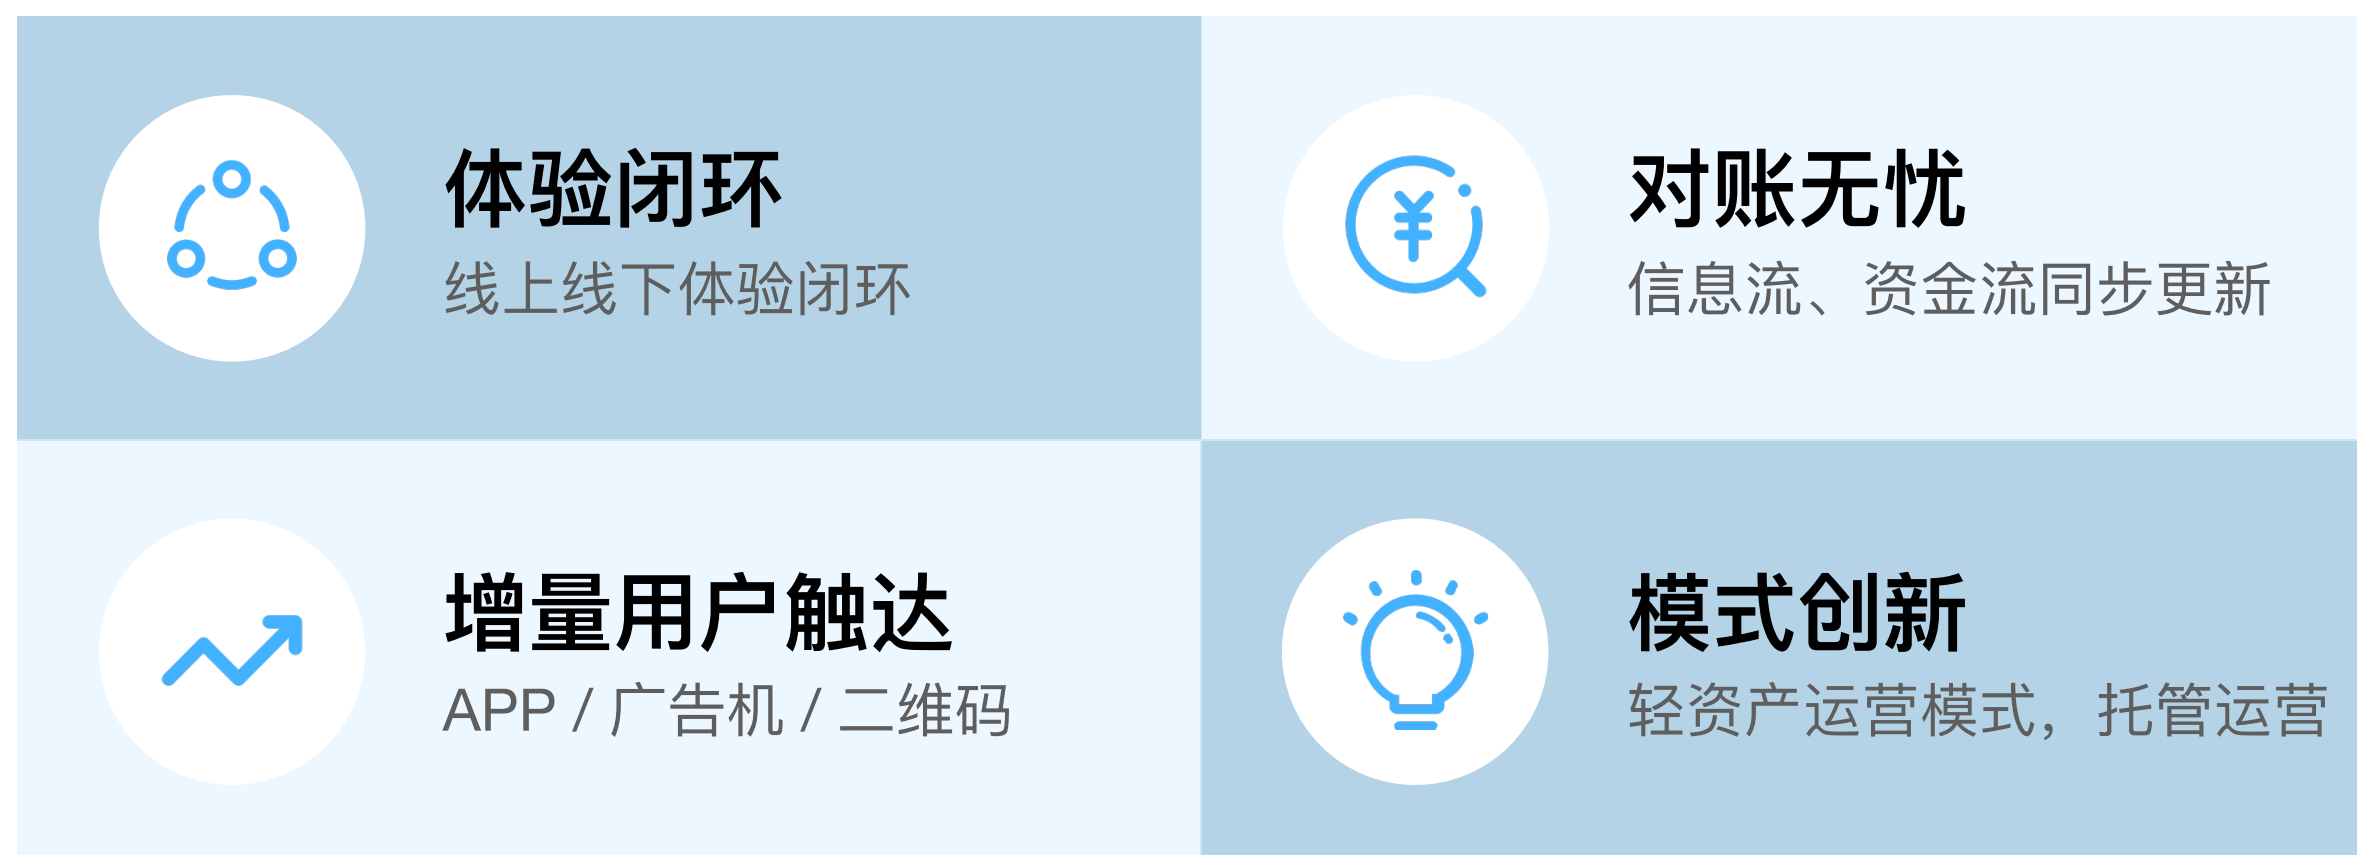 体验闭环
线上线下体验闭环
对账无忧
信息流、资金流同步更新
增量用户触达
APP / 广告机 / 二维码
模式创新
轻资产运营模式，托管运营